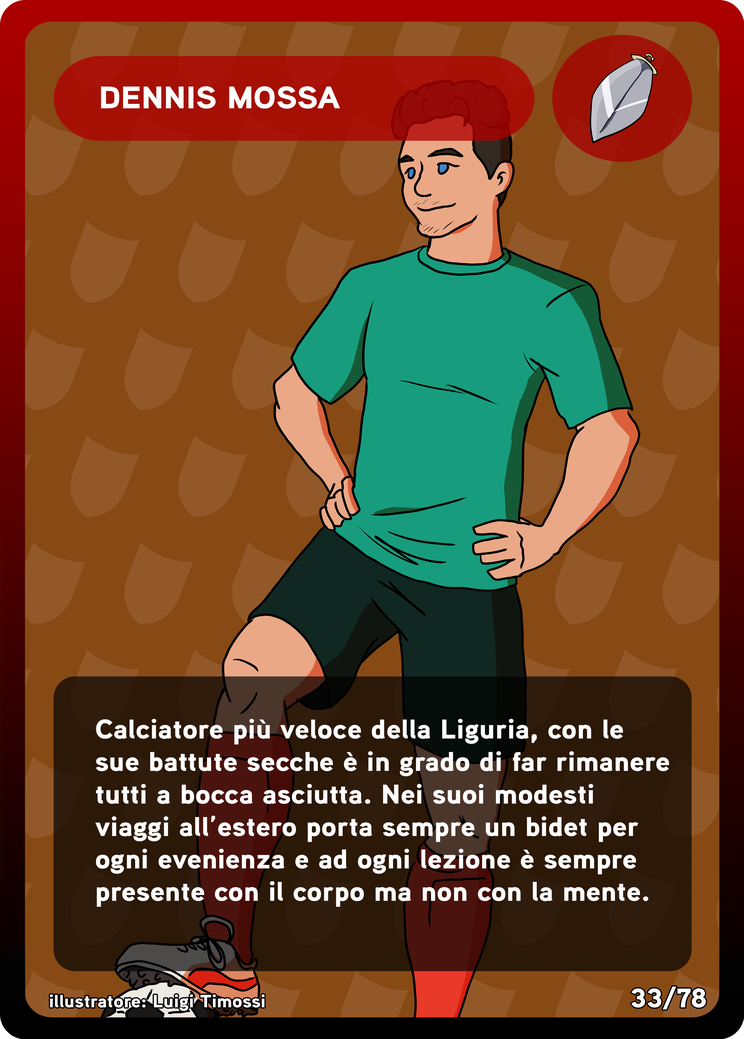 DENNIS MOSSA
Calciatore più veloce della Liguria, con le
sue battute secche è in grado di far rimanere
tutti a bocca asciutta. Nei suoi modesti
viaggi all'estero porta sempre un bidet per
ogni evenienza e ad ogni lezione è sempre
presente con il corpo ma non con la mente.
illustratore: Luigi Timossi
33/78